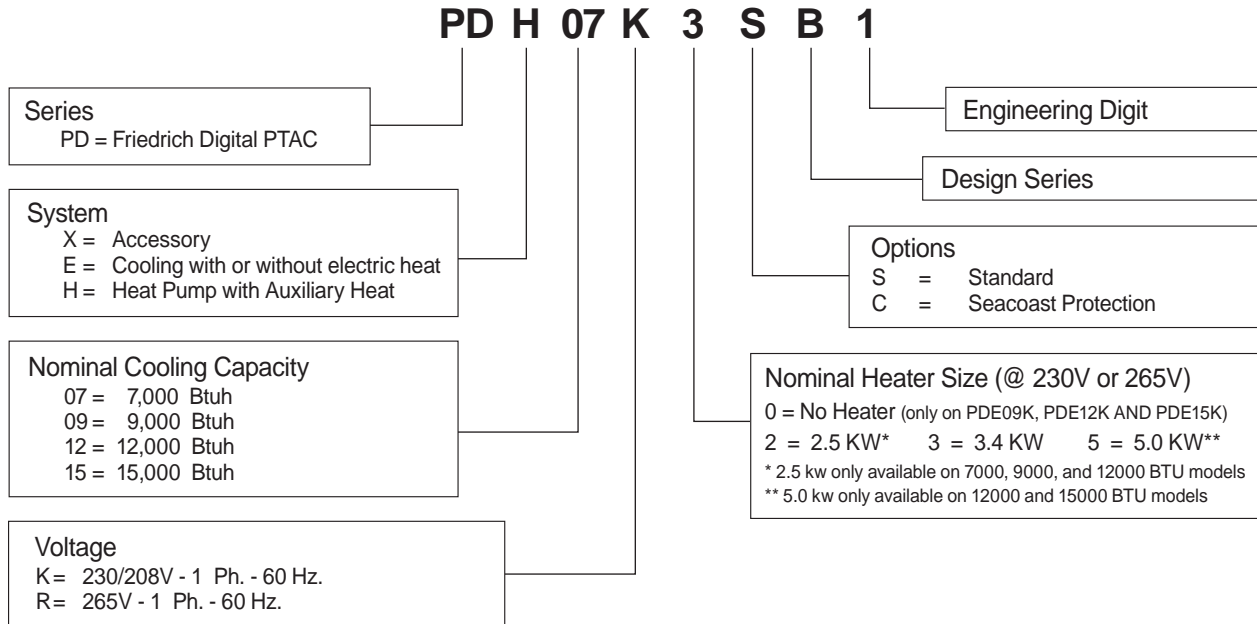 PD H 07 K 3 S B 1
Series
PD = Friedrich Digital PTAC
System
X = Accessory
E = Cooling with or without electric heat
H = Heat Pump with Auxiliary Heat
Nominal Cooling Capacity
07 = 7,000 Btuh
09 = 9,000 Btuh
12 = 12,000 Btuh
15 = 15,000 Btuh
Voltage
K = 230/208V - 1 Ph. - 60 Hz.
R = 265V - 1 Ph. - 60 Hz.
Engineering Digit
Design Series
Options
S = Standard
C = Seacoast Protection
Nominal Heater Size (@ 230V or 265V)
0 = No Heater (only on PDE09K, PDE12K AND PDE15K)
2 = 2.5 KW* 3 = 3.4 KW 5 = 5.0 KW**
* 2.5 kw only available on 7000, 9000, and 12000 BTU models
** 5.0 kw only available on 12000 and 15000 BTU models